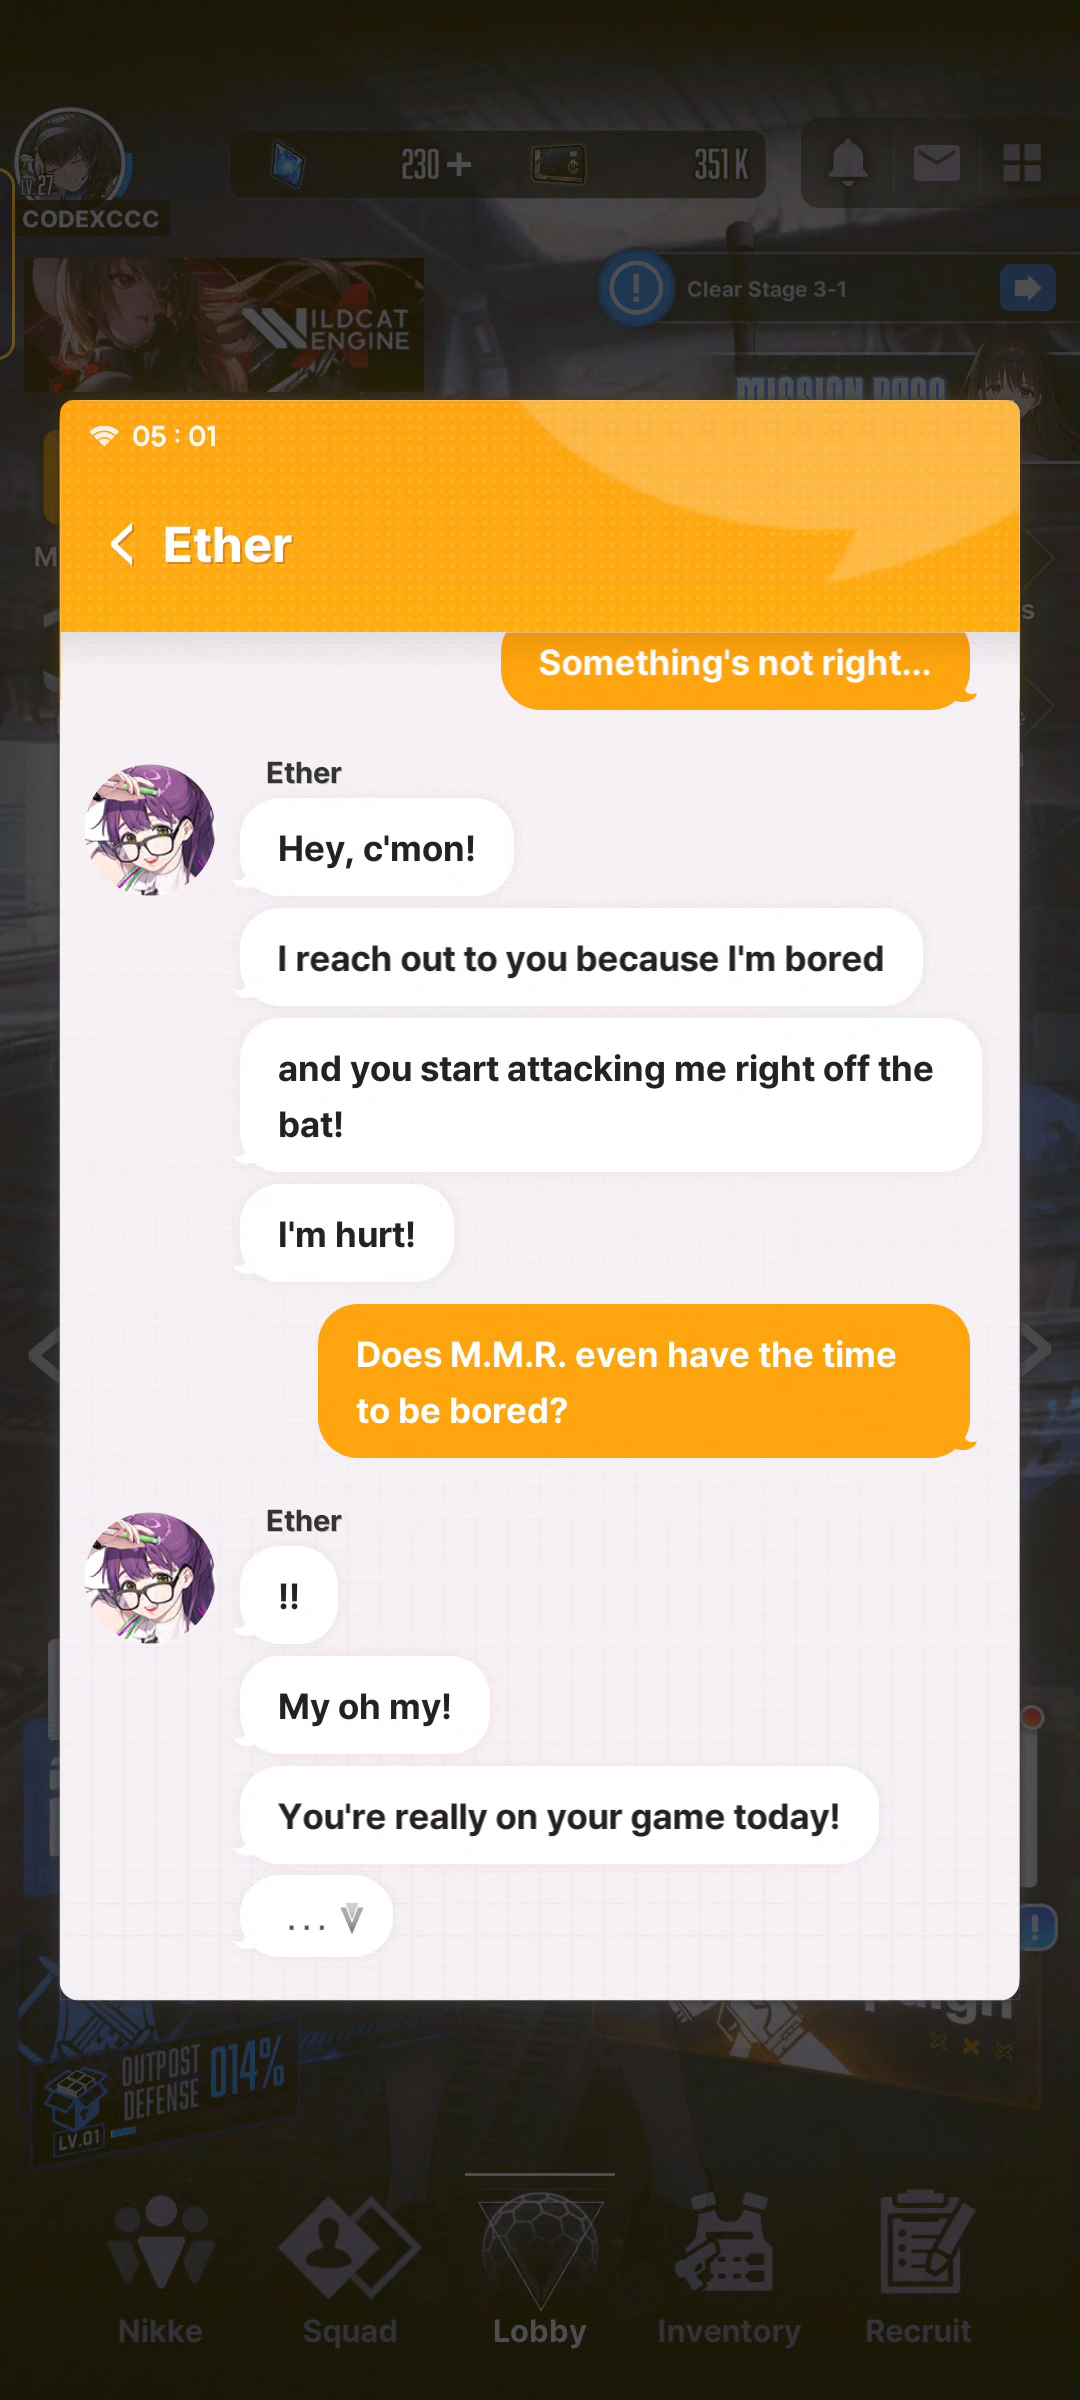 LV.27
230
351K
CODEXCCC
Clear Stage 3-1
WILDCAT
ENGINE
MISSION PASS
05 : 01
Ether
Something's not right...
Ether
Hey, c'mon!
I reach out to you because I'm bored
and you start attacking me right off the
bat!
I'm hurt!
Does M.M.R. even have the time
to be bored?
Ether
!!
My oh my!
You're really on your game today!
...
OUTPOST
DEFENSE
014%
LV.01
Nikke
Squad
Lobby
Inventory
Recruit